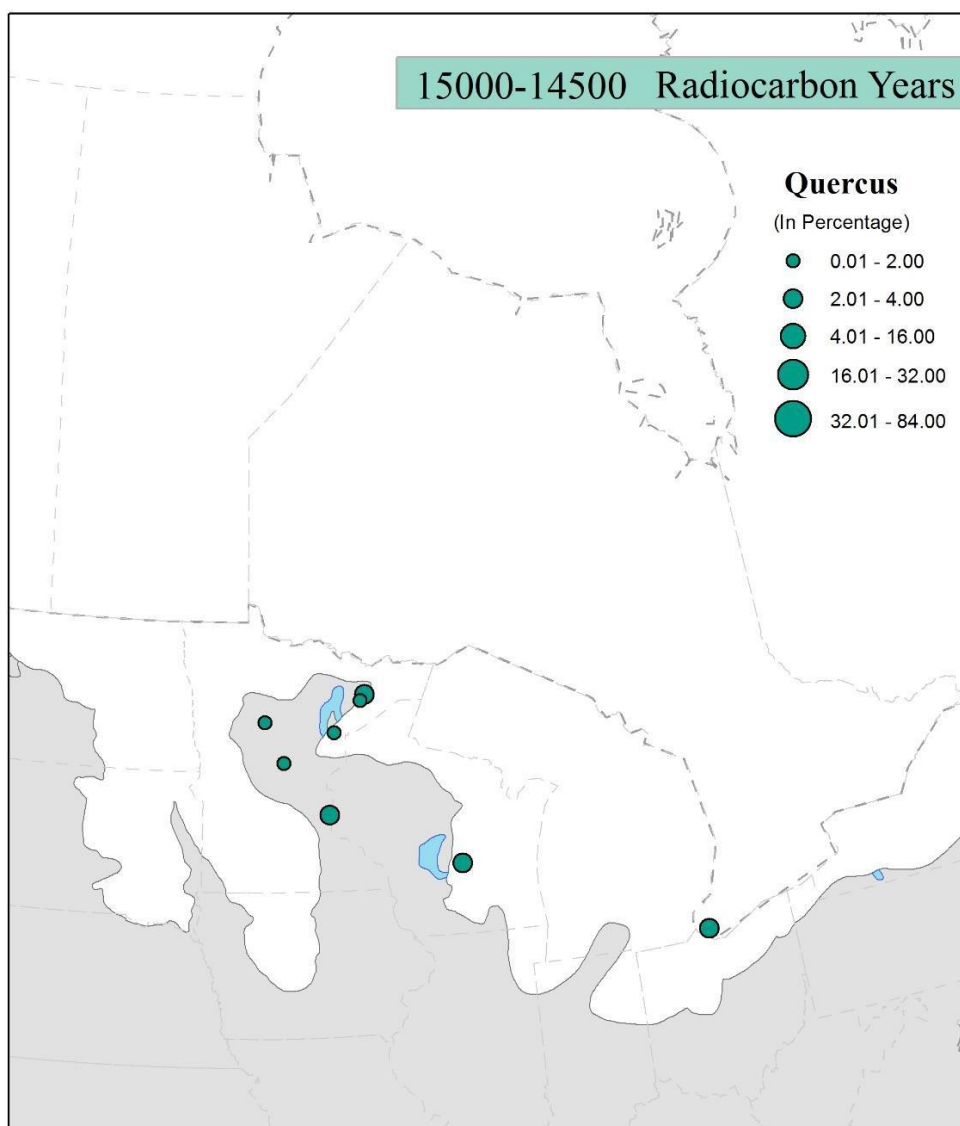 15000-14500 Radiocarbon Years
Quercus
(In Percentage)
0.01 - 2.00
2.01 - 4.00
4.01 - 16.00
16.01 - 32.00
32.01 - 84.00